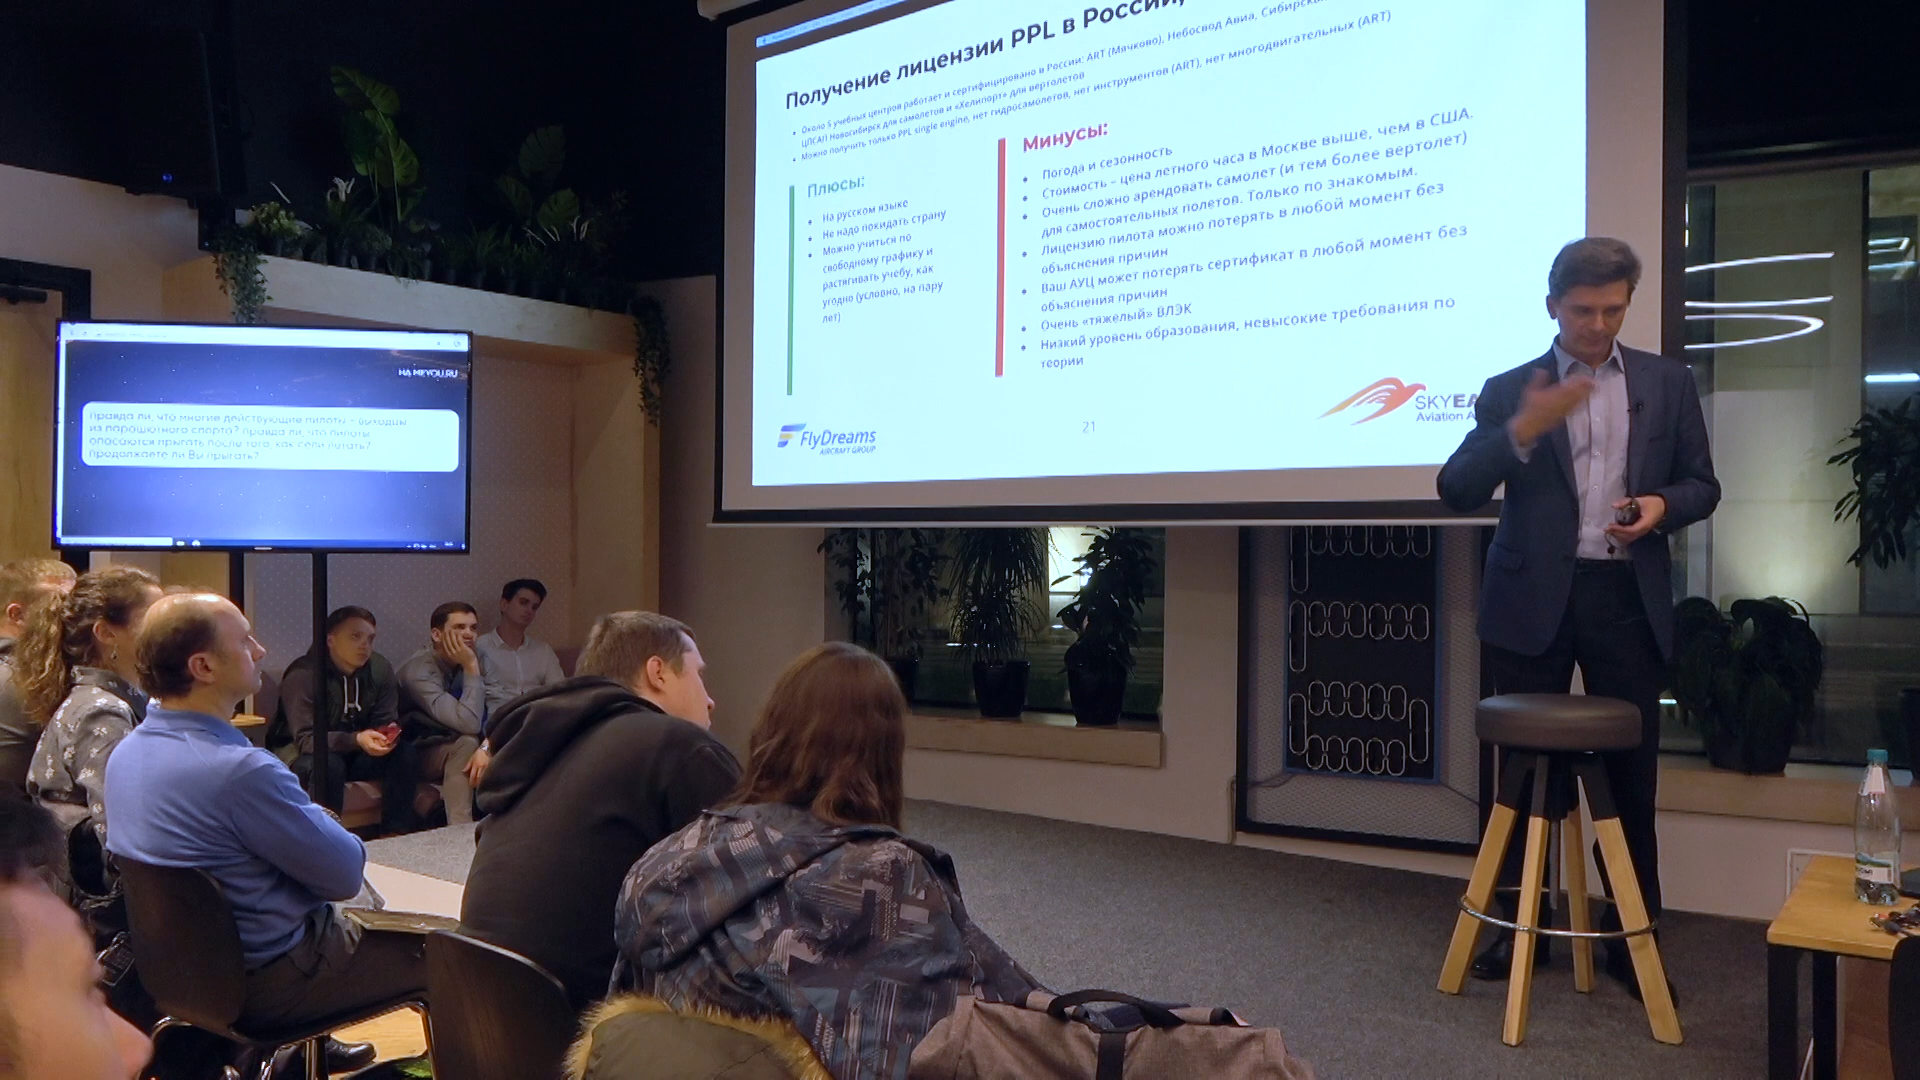 Получение лицензии PPL в России,
Около 5 учебных центров работает и сертифицировано в России: ART (Мячково), Небосвод Авиа, Сибирский
ЦПСАП Новосибирск для самолетов и «Хелипорт» для вертолетов
Можно получить только PPL single engine, нет гидросамолетов, нет инструментов (ART), нет многодвигательных (ART)
Плюсы:
На русском языке
Не надо покидать страну
Можно учиться по
свободному графику и
растягивать учебу, как
угодно (условно, на пару
лет)
Минусы:
Погода и сезонность
Стоимость – цена летного часа в Москве выше, чем в США.
Очень сложно арендовать самолет (и тем более вертолет)
для самостоятельных полетов. Только по знакомым.
Лицензию пилота можно потерять в любой момент без
объяснения причин
Ваш АУЦ может потерять сертификат в любой момент без
объяснения причин
Очень «тяжелый» ВЛЭК
Низкий уровень образования, невысокие требования по
теории
FlyDreams
AIRCRAFT GROUP
21
SKYEA
Aviation A
НА MEYOU.RU
Правда ли, что многие действующие пилоты – выходцы
из парашютного спорта? Правда ли, что пилоты
опасаются прыгать после того, как сели летать?
Продолжаете ли Вы прыгать?